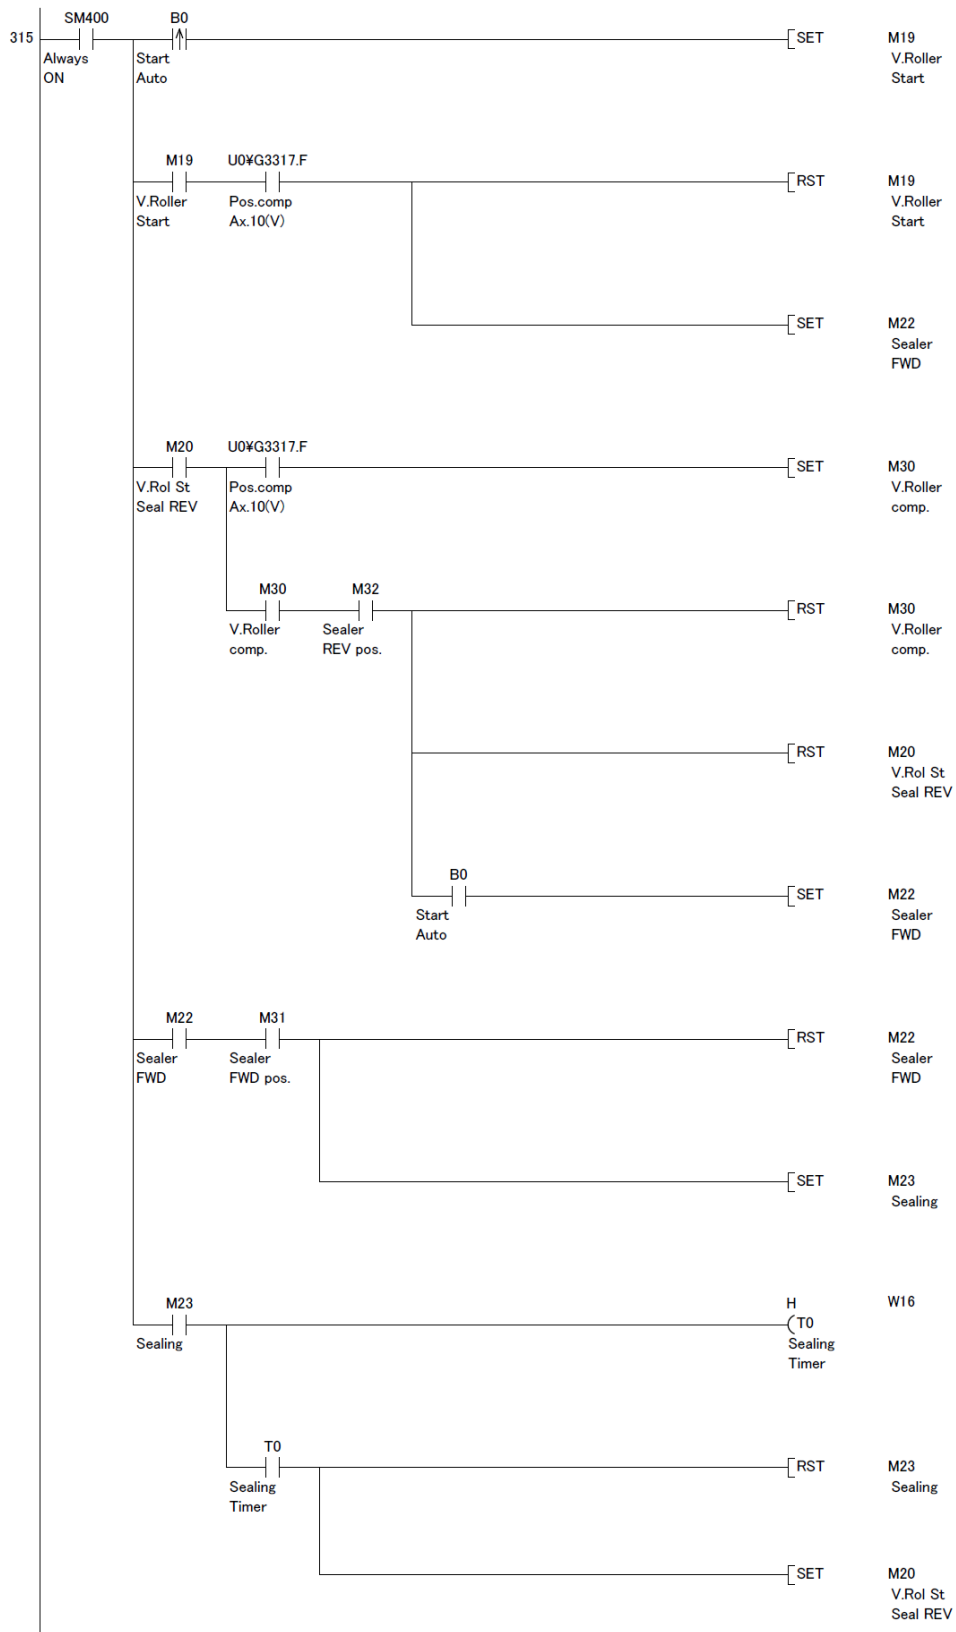 SM400 B0
315 SET M19
Always Start V.Roller
ON Auto Start
M19 U0¥G3317.F
RST M19
V.Roller Pos.comp V.Roller
Start Ax.10(V) Start
SET M22
Sealer
FWD
M20 U0¥G3317.F
SET M30
V.Rol St Pos.comp V.Roller
Seal REV Ax.10(V) comp.
M30 M32
RST M30
V.Roller Sealer V.Roller
comp. REV pos. comp.
RST M20
V.Rol St
Seal REV
B0
SET M22
Start Sealer
Auto FWD
M22 M31
RST M22
Sealer Sealer Sealer
FWD FWD pos. FWD
SET M23
Sealing
M23 H W16
T0
Sealing Sealing
Timer
T0
RST M23
Sealing Sealing
Timer
SET M20
V.Rol St
Seal REV